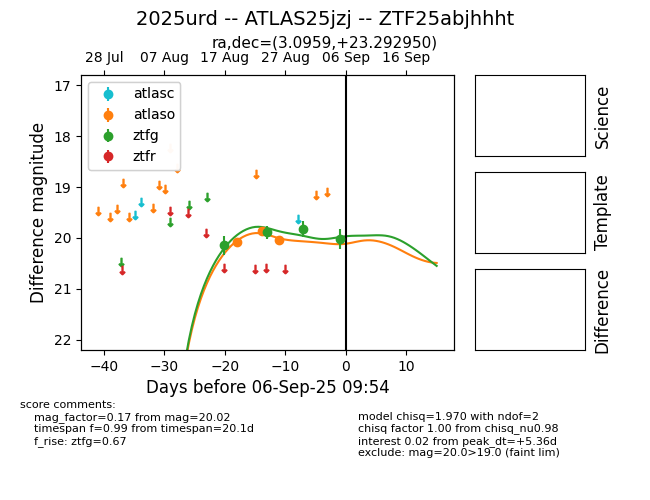 2025urd -- ATLAS25jzj -- ZTF25abjhhht
ra,dec=(3.0959,+23.292950)
28 Jul 07 Aug 17 Aug 27 Aug 06 Sep 16 Sep
atlasc
atlaso
ztfg
ztfr
17
18
19
20
21
22
Difference magnitude
−40 −30 −20 −10 0 10
Days before 06-Sep-25 09:54
Science
Template
Difference
score comments:
mag_factor=0.17 from mag=20.02
timespan f=0.99 from timespan=20.1d
f_rise: ztfg=0.67
model chisq=1.970 with ndof=2
chisq factor 1.00 from chisq_nu0.98
interest 0.02 from peak_dt=+5.36d
exclude: mag=20.0>19.0 (faint lim)